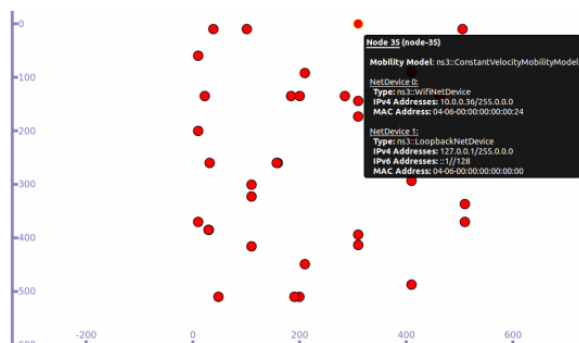 0
Node 35 (node-35)
Mobility Model: ns3::ConstantVelocityMobilityModel
100
NetDevice 0:
Type: ns3::WifiNetDevice
IPv4 Addresses: 10.0.0.36/255.0.0.0
MAC Address: 04-06-00:00:00:00:00:24
200
NetDevice 1:
Type: ns3::LoopbackNetDevice
IPv4 Addresses: 127.0.0.1/255.0.0.0
IPv6 Addresses: ::1//128
MAC Address: 04-06-00:00:00:00:00:00
300
400
500
0 200 400